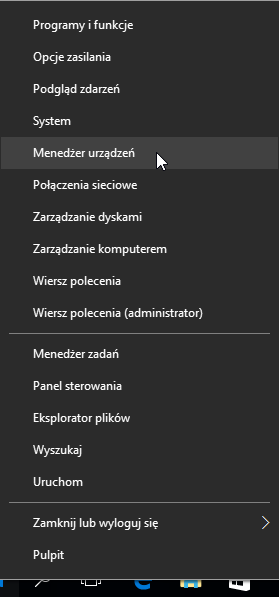 Programy i funkcje
Opcje zasilania
Podgląd zdarzeń
System
Menedżer urządzeń
Połączenia sieciowe
Zarządzanie dyskami
Zarządzanie komputerem
Wiersz polecenia
Wiersz polecenia (administrator)
Menedżer zadań
Panel sterowania
Eksplorator plików
Wyszukaj
Uruchom
Zamknij lub wyloguj się
Pulpit